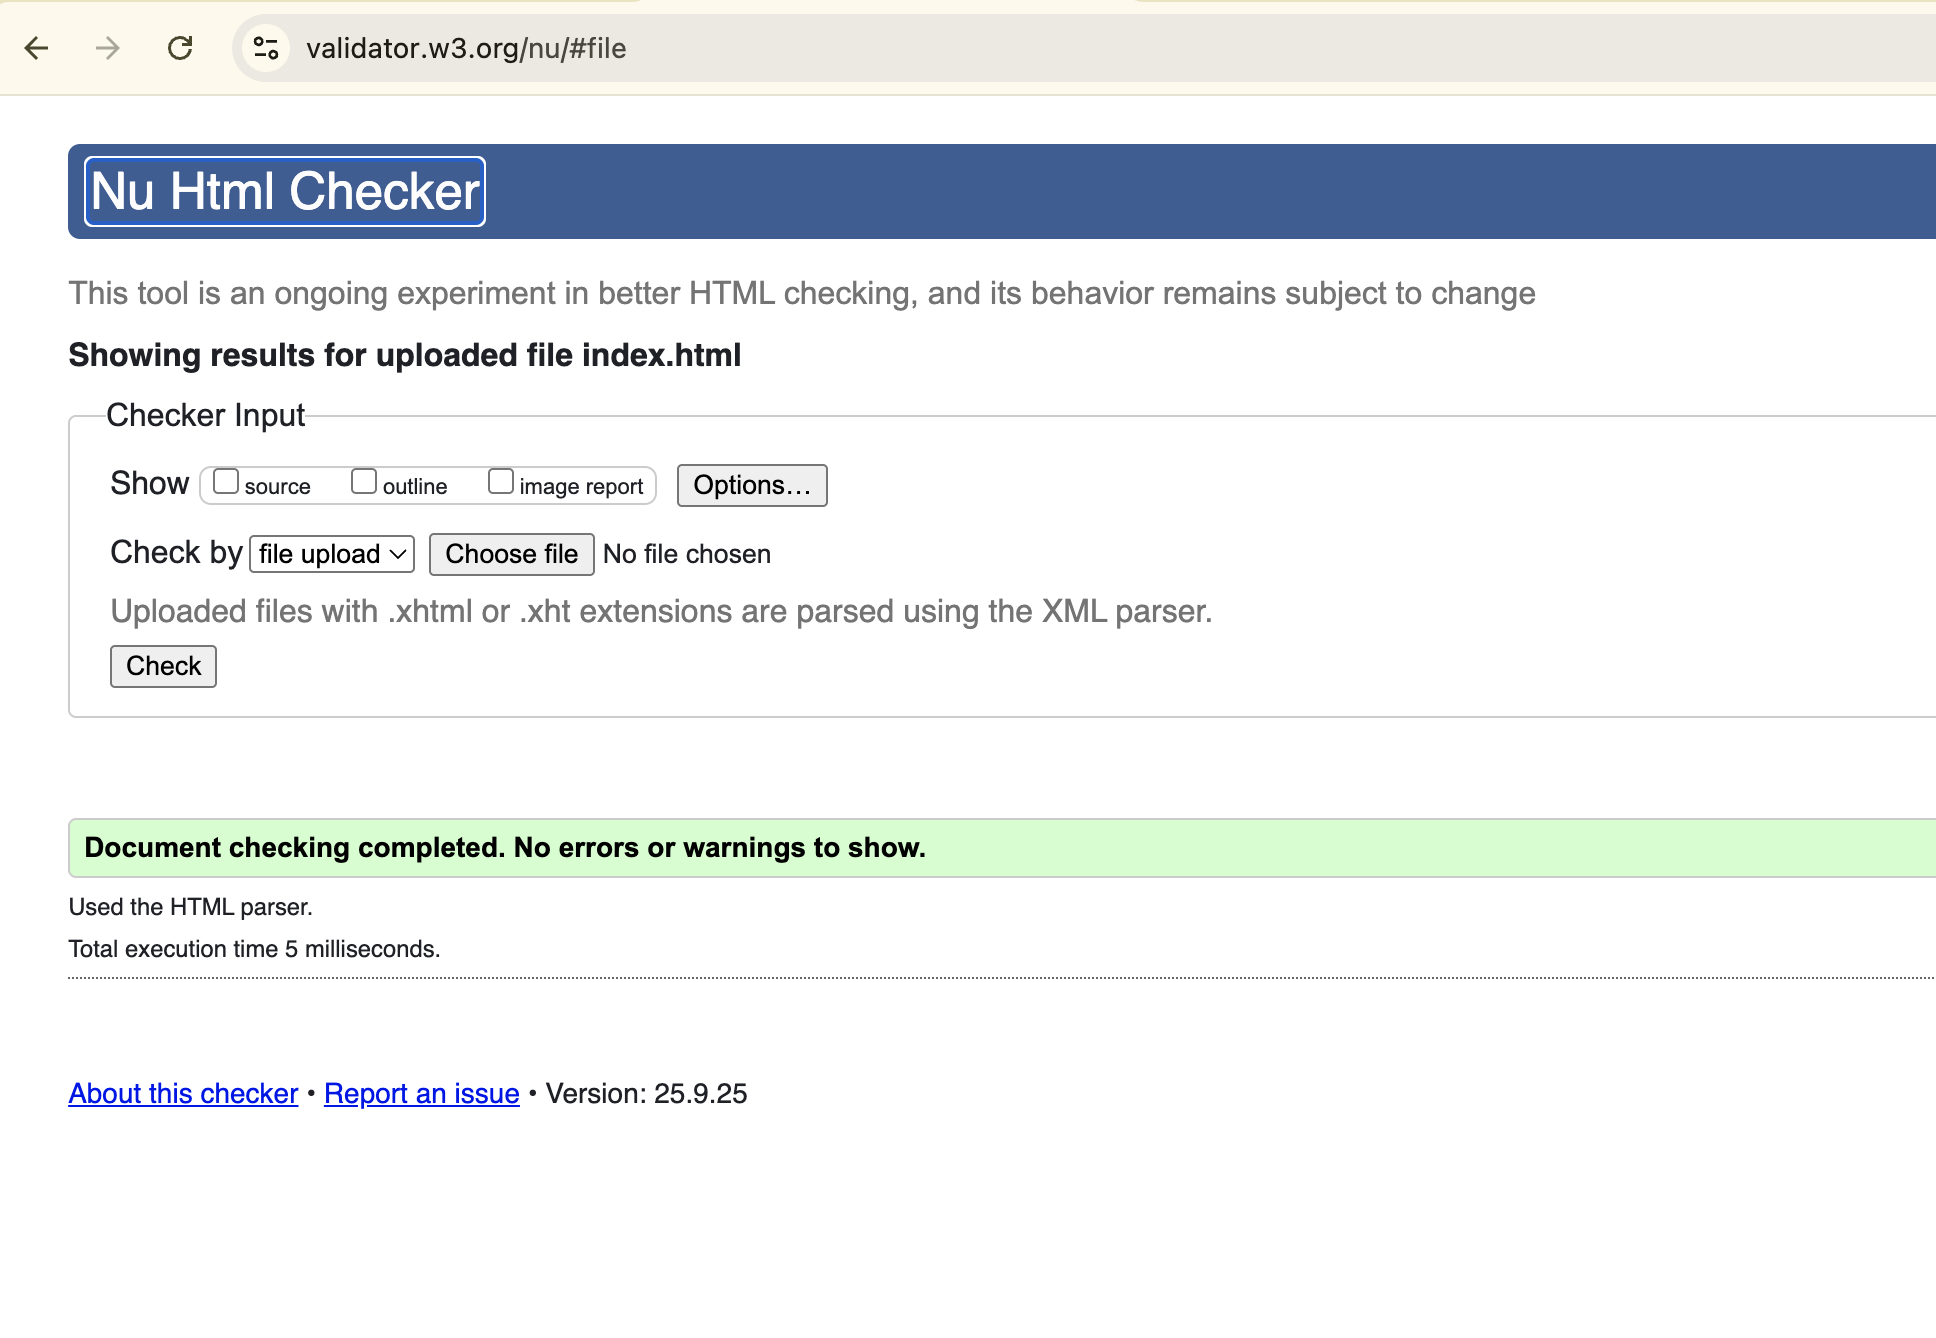 validator.w3.org/nu/#file
Nu Html Checker
This tool is an ongoing experiment in better HTML checking, and its behavior remains subject to change
Showing results for uploaded file index.html
Checker Input
Show source outline image report Options…
Check by file upload Choose file No file chosen
Uploaded files with .xhtml or .xht extensions are parsed using the XML parser.
Check
Document checking completed. No errors or warnings to show.
Used the HTML parser.
Total execution time 5 milliseconds.
About this checker • Report an issue • Version: 25.9.25